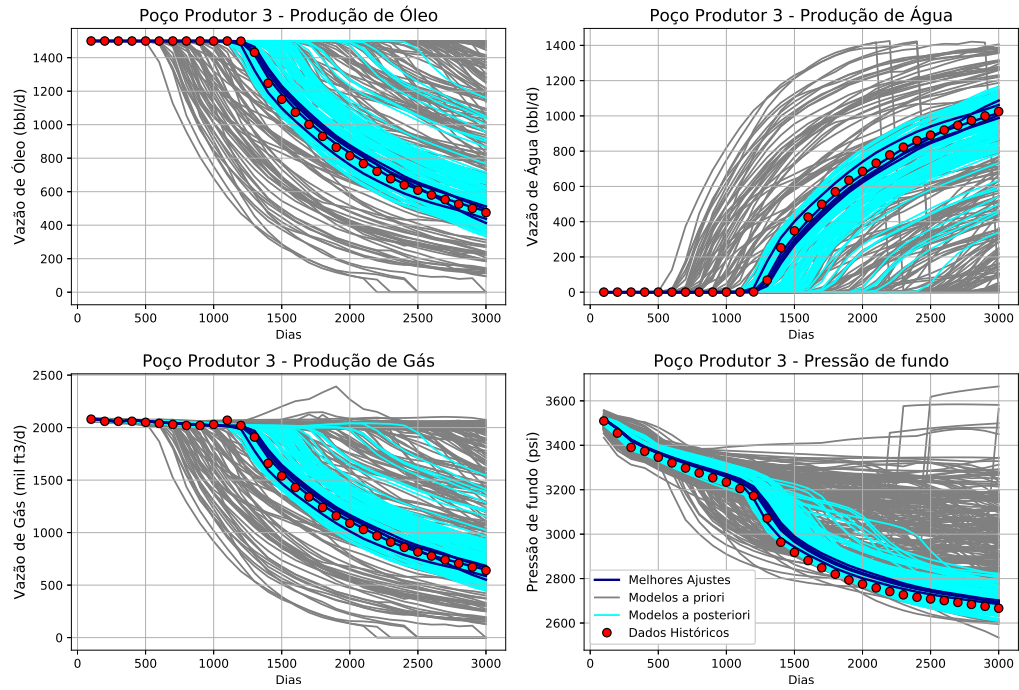 Poço Produtor 3 - Produção de Óleo
Vazão de Óleo (bbl/d)
1400
1200
1000
800
600
400
200
0
0 500 1000 1500 2000 2500 3000
Dias
Poço Produtor 3 - Produção de Água
Vazão de Água (bbl/d)
1400
1200
1000
800
600
400
200
0
0 500 1000 1500 2000 2500 3000
Dias
Poço Produtor 3 - Produção de Gás
Vazão de Gás (mil ft3/d)
2500
2000
1500
1000
500
0
0 500 1000 1500 2000 2500 3000
Dias
Poço Produtor 3 - Pressão de fundo
Pressão de fundo (psi)
3600
3400
3200
3000
2800
2600
0 500 1000 1500 2000 2500 3000
Dias
Melhores Ajustes
Modelos a priori
Modelos a posteriori
Dados Históricos